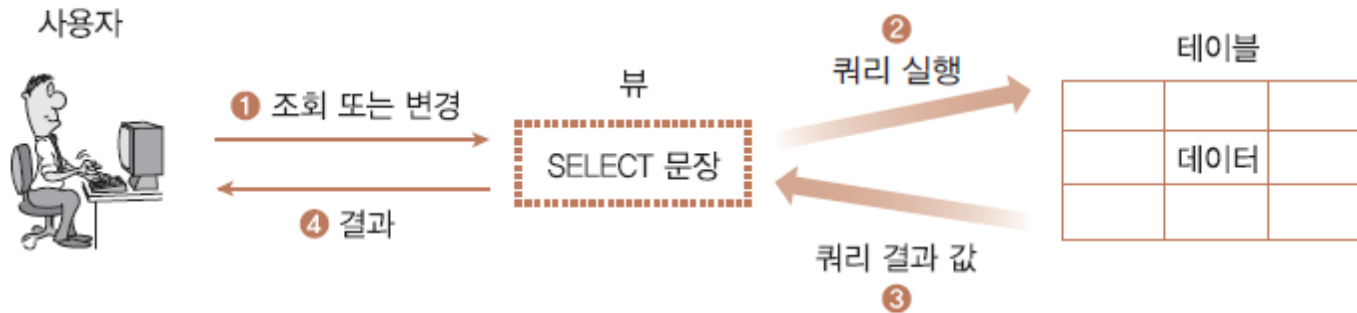 사용자
❶ 조회 또는 변경
❹ 결과
뷰
SELECT 문장
❷
쿼리 실행
쿼리 결과 값
❸
테이블
데이터